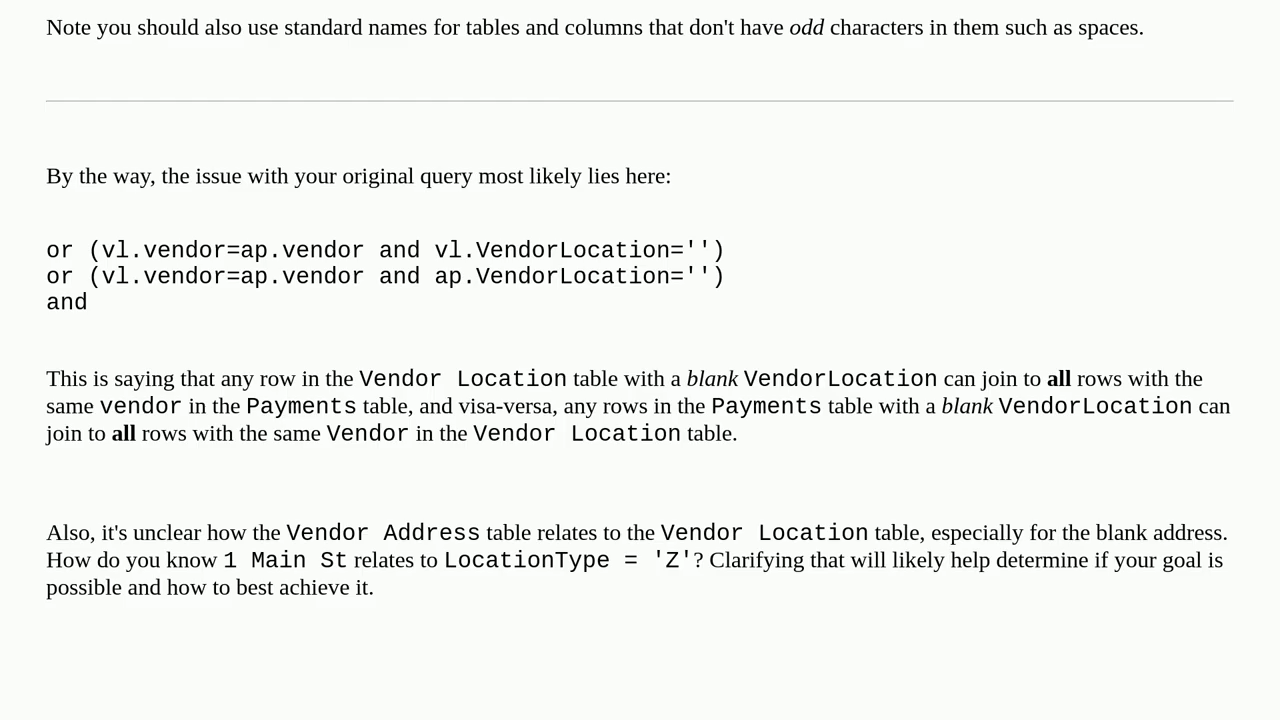 Note you should also use standard names for tables and columns that don't have odd characters in them such as spaces.
By the way, the issue with your original query most likely lies here:
or (vl.vendor=ap.vendor and vl.VendorLocation='')
or (vl.vendor=ap.vendor and ap.VendorLocation='')
and
This is saying that any row in the Vendor Location table with a blank VendorLocation can join to all rows with the
same vendor in the Payments table, and visa-versa, any rows in the Payments table with a blank VendorLocation can
join to all rows with the same Vendor in the Vendor Location table.
Also, it's unclear how the Vendor Address table relates to the Vendor Location table, especially for the blank address.
How do you know 1 Main St relates to LocationType = 'Z'? Clarifying that will likely help determine if your goal is
possible and how to best achieve it.